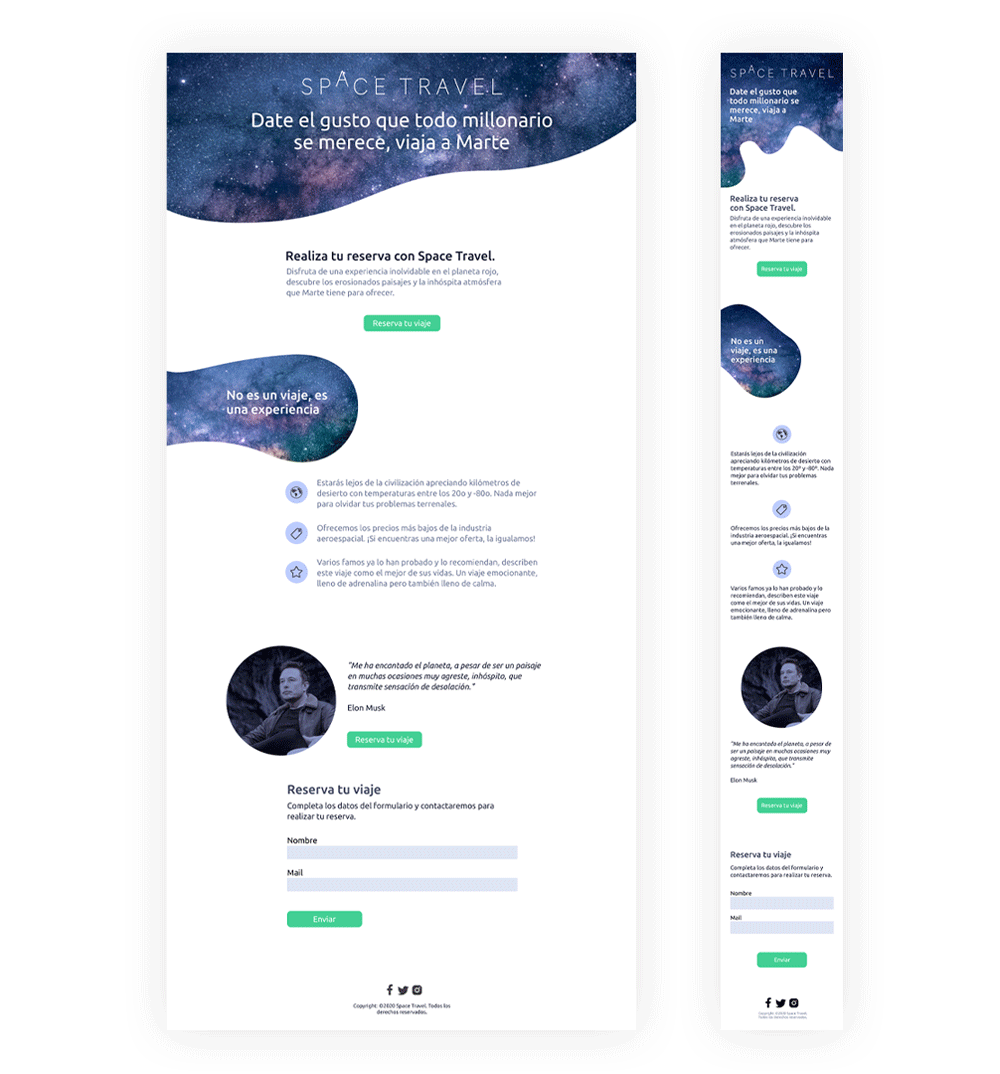 SPACE TRAVEL
Date el gusto que todo millonario
se merece, viaja a Marte
Realiza tu reserva con Space Travel.
Disfruta de una experiencia inolvidable en el planeta rojo,
descubre los erosionados paisajes y la inhóspita atmósfera
que Marte tiene para ofrecer.
Reserva tu viaje
No es un viaje, es
una experiencia
Estarás lejos de la civilización apreciando kilómetros de
desierto con temperaturas entre los 20o y -80o. Nada mejor
para olvidar tus problemas terrenales.
Ofrecemos los precios más bajos de la industria
aeroespacial. ¡Si encuentras una mejor oferta, la igualamos!
Varios famos ya lo han probado y lo recomiendan, describen
este viaje como el mejor de sus vidas. Un viaje emocionante,
lleno de adrenalina pero también lleno de calma.
"Me ha encantado el planeta, a pesar de ser un paisaje
en muchas ocasiones muy agreste, inhóspito, que
transmite sensación de desolación."
Elon Musk
Reserva tu viaje
Reserva tu viaje
Completa los datos del formulario y contactaremos para
realizar tu reserva.
Nombre
Mail
Enviar
Copyright: ©2020 Space Travel. Todos los
derechos reservados.
SPACE TRAVEL
Date el gusto que
todo millonario se
merece, viaja a
Marte
Realiza tu reserva
con Space Travel.
Disfruta de una experiencia inolvidable
en el planeta rojo, descubre los
erosionados paisajes y la inhóspita
atmósfera que Marte tiene para
ofrecer.
Reserva tu viaje
No es un
viaje, es una
experiencia
Estarás lejos de la civilización
apreciando kilómetros de desierto con
temperaturas entre los 20º y -80º. Nada
mejor para olvidar tus problemas
terrenales.
Ofrecemos los precios más bajos de la
industria aeroespacial. ¡Si encuentras
una mejor oferta, la igualamos!
Varios famos ya lo han probado y lo
recomiendan, describen este viaje
como el mejor de sus vidas. Un viaje
emocionante, lleno de adrenalina pero
también lleno de calma.
"Me ha encantado el planeta, a pesar de
ser un paisaje en muchas ocasiones muy
agreste, inhóspito, que transmite
sensación de desolación."
Elon Musk
Reserva tu viaje
Reserva tu viaje
Completa los datos del formulario y
contactaremos para realizar tu reserva.
Nombre
Mail
Enviar
Copyright: ©2020 Space Travel.
Todos los derechos reservados.